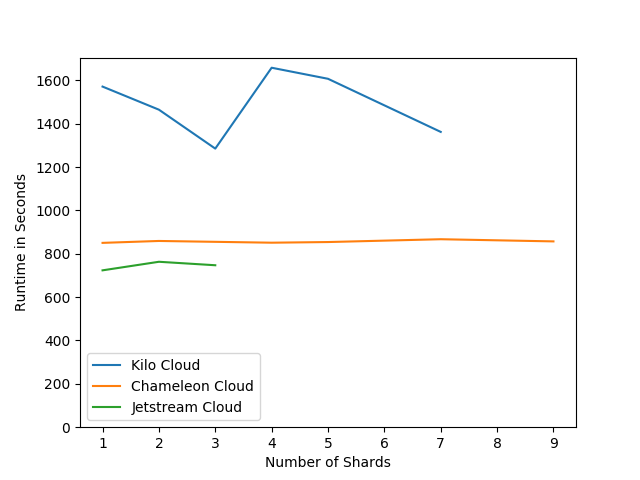 1600
1400
1200
1000
800
600
400
200
0
Runtime in Seconds
Kilo Cloud
Chameleon Cloud
Jetstream Cloud
1 2 3 4 5 6 7 8 9
Number of Shards